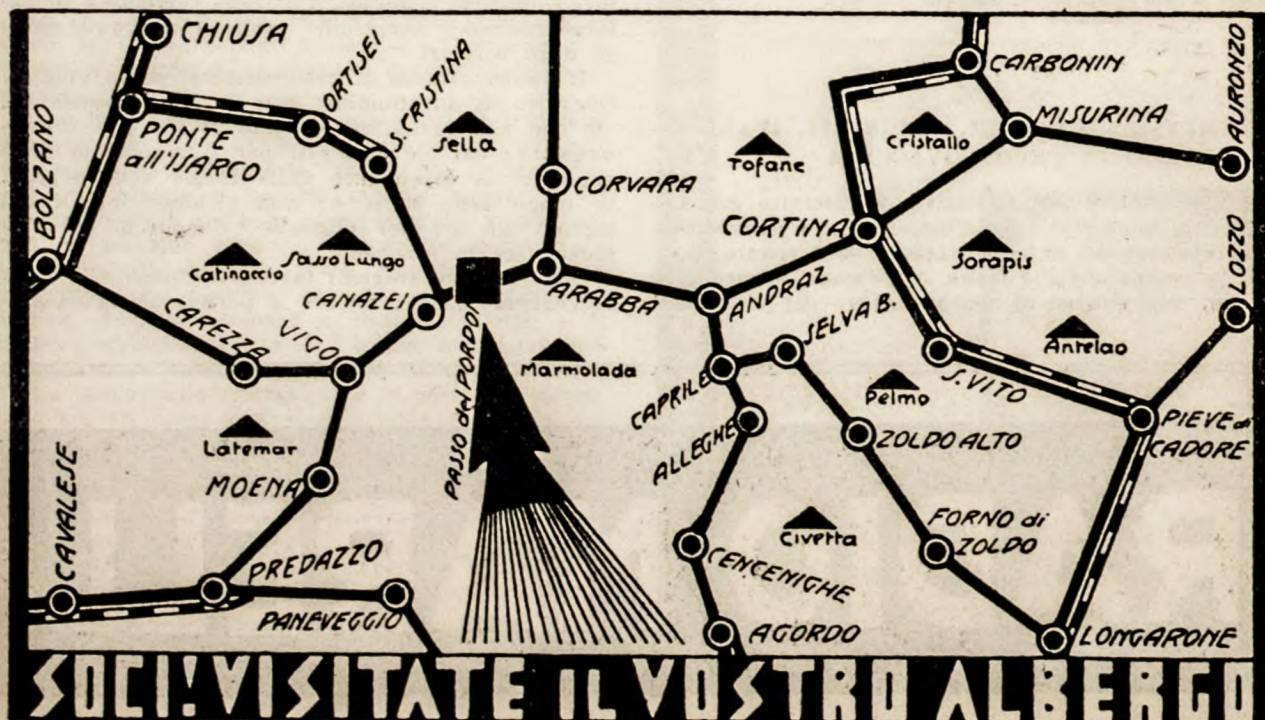 CHIUSA
ORTISEI
S. CRISTINA
Sella
CARBONIN
MISURINA
AURONZO
BOLZANO
PONTE
all'ISARCO
CORVARA
Tofane
Cristallo
CORTINA
Catinaccio
Sasso Lungo
Sorapis
LOZZO
CANAZEI
ARABBA
ANDRAZ
SELVA B.
CAREZZA
VIGO
Marmolada
CAPRILE
Pelmo
S. VITO
Antelao
PIEVE di
CADORE
Latemar
MOENA
PASSO del PORDOI
ALLEGHE
ZOLDO ALTO
CAVALESE
PREDAZZO
PANEVEGGIO
Civetta
CENCENIGHE
FORNO di
ZOLDO
AGORDO
LONGARONE
SOCI! VISITATE IL VOSTRO ALBERGO